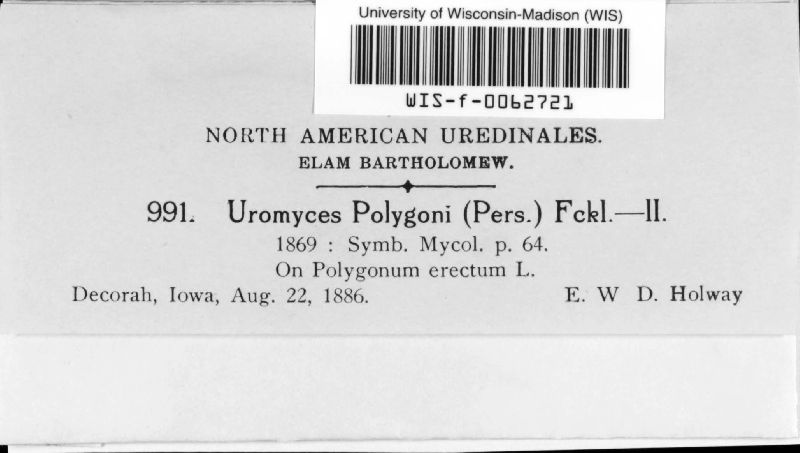 University of Wisconsin-Madison (WIS)
WIS-f-0062721
NORTH AMERICAN UREDINALES.
ELAM BARTHOLOMEW.
991. Uromyces Polygoni (Pers.) Fckl.—II.
1869 : Symb. Mycol. p. 64.
On Polygonum erectum L.
Decorah, Iowa, Aug. 22, 1886. E. W D. Holway